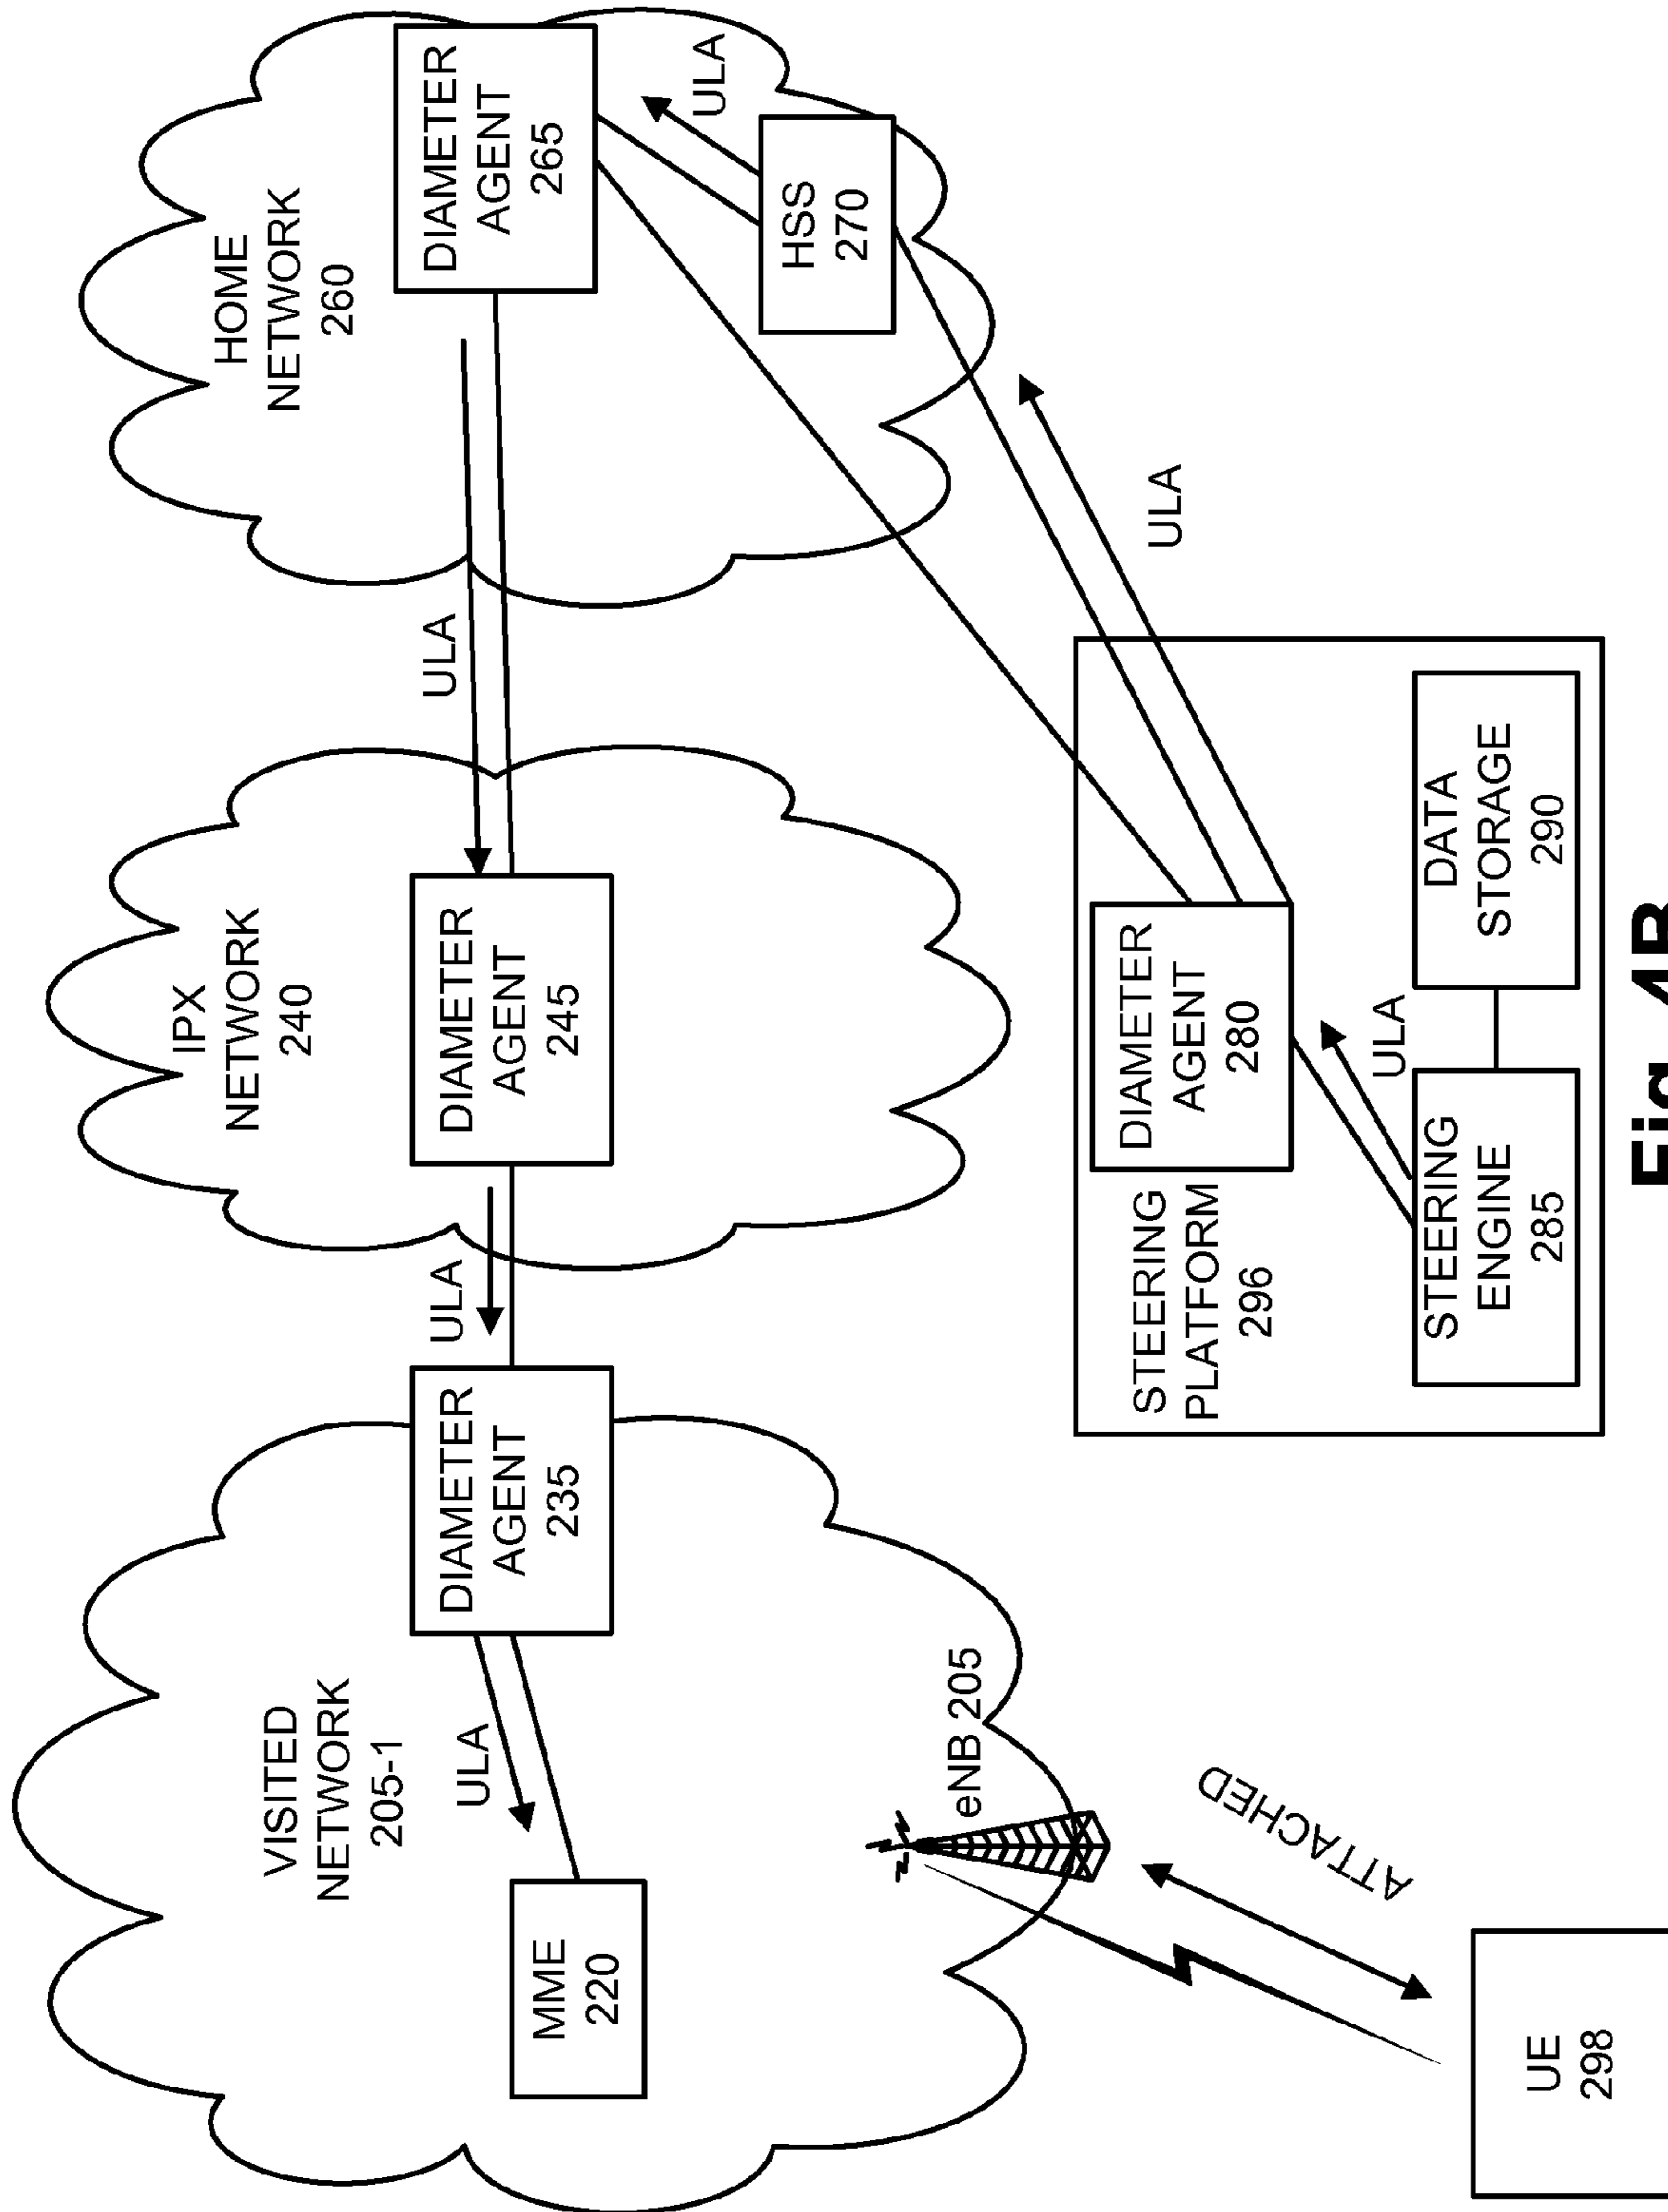 VISITED
NETWORK
205-1
IPX
NETWORK
240
HOME
NETWORK
260
ULA
DIAMETER
AGENT
235
ULA
DIAMETER
AGENT
245
ULA
DIAMETER
AGENT
265
MME
220
ULA
HSS
270
eNB 205
ATTACHED
ULA
STEERING
PLATFORM
296
DIAMETER
AGENT
280
ULA
STEERING
ENGINE
285
DATA
STORAGE
290
UE
298
Fig. 4B